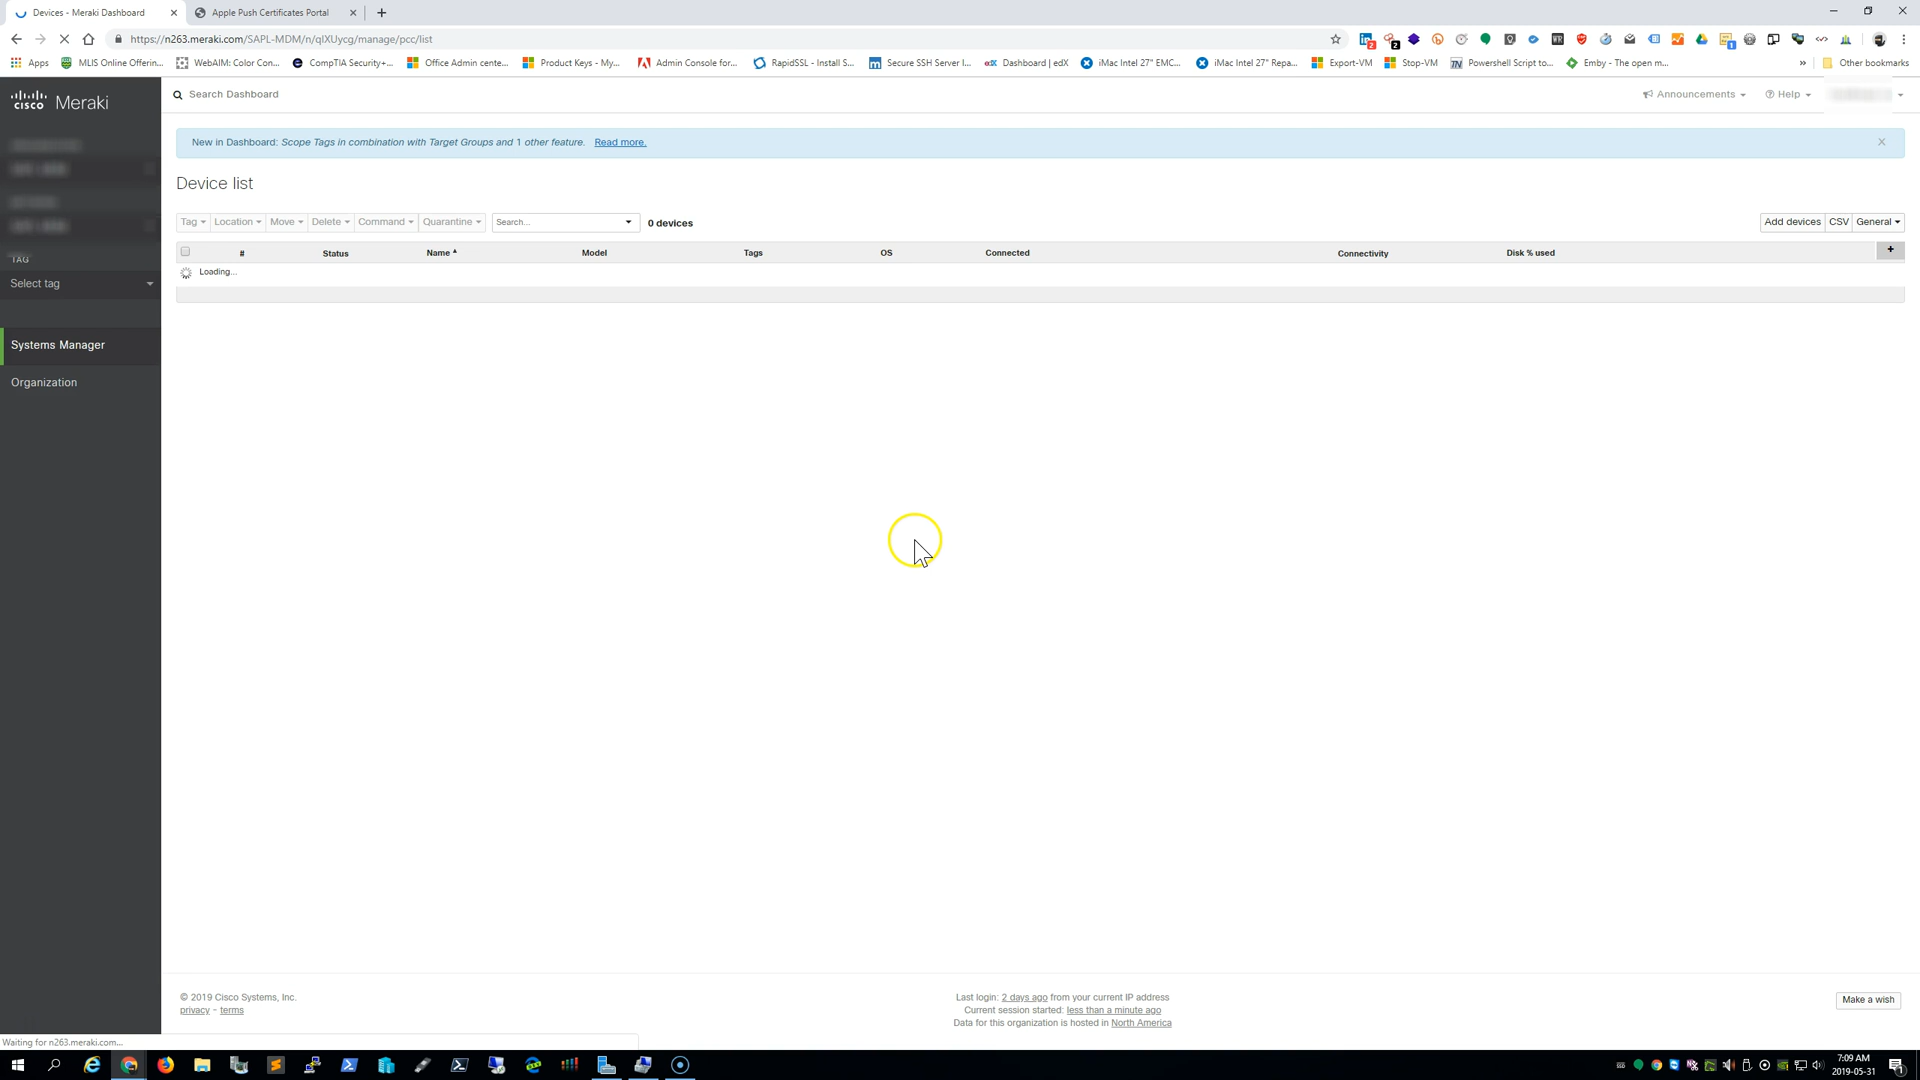 Devices - Meraki Dashboard
Apple Push Certificates Portal
https://n263.meraki.com/SAPL-MDM/n/qIXUycg/manage/pcc/list
Apps
MLIS Online Offerin...
WebAIM: Color Con...
CompTIA Security+...
Office Admin cente...
Product Keys - My...
Admin Console for...
RapidSSL - Install S...
Secure SSH Server I...
Dashboard | edX
iMac Intel 27" EMC...
iMac Intel 27" Repa...
Export-VM
Stop-VM
Powershell Script to...
Emby - The open m...
»
Other bookmarks
cisco Meraki
Search Dashboard
Announcements
Help
New in Dashboard: Scope Tags in combination with Target Groups and 1 other feature. Read more.
Device list
Tag
Location
Move
Delete
Command
Quarantine
Search...
0 devices
Add devices
CSV
General
# Status Name Model Tags OS Connected Connectivity Disk % used +
Loading...
TAG
Select tag
Systems Manager
Organization
© 2019 Cisco Systems, Inc.
privacy - terms
Last login: 2 days ago from your current IP address
Current session started: less than a minute ago
Data for this organization is hosted in North America
Make a wish
Waiting for n263.meraki.com...
7:09 AM
2019-05-31